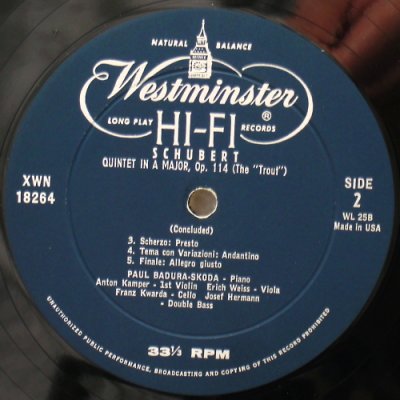 NATURAL BALANCE
Westminster ®
LONG PLAY HI-FI RECORDS
SCHUBERT
QUINTET IN A MAJOR, Op. 114 (The "Trout")
XWN
18264
SIDE
2
WL 25B
Made in USA
(Concluded)
3. Scherzo: Presto
4. Tema con Variazioni: Andantino
5. Finale: Allegro giusto
PAUL BADURA-SKODA - Piano
Anton Kamper - 1st Violin - Erich Weiss - Viola
Franz Kwarda - Cello Josef Hermann
- Double Bass
33⅓ RPM
UNAUTHORIZED PUBLIC PERFORMANCE, BROADCASTING AND COPYING OF THIS RECORD PROHIBITED